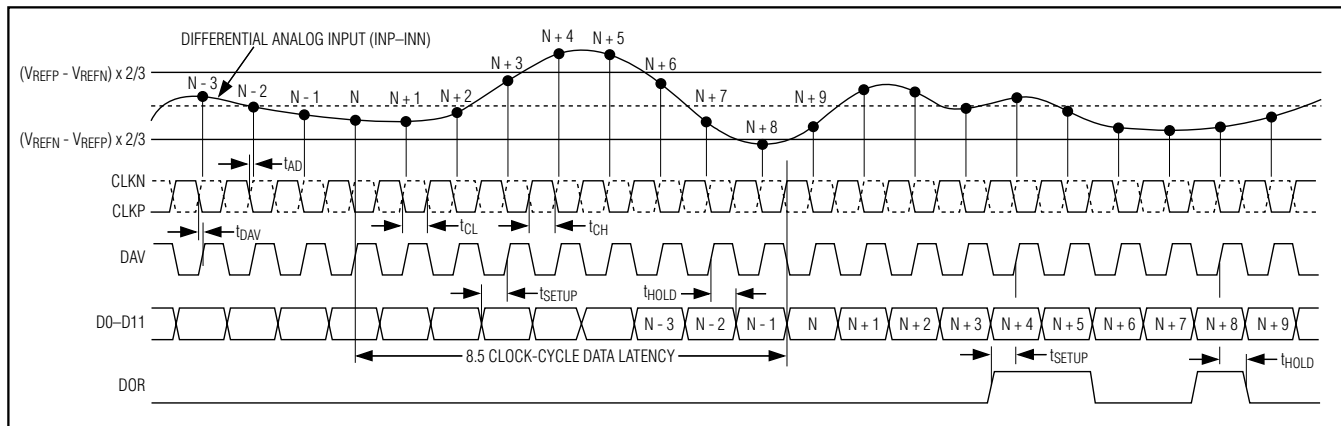 DIFFERENTIAL ANALOG INPUT (INP–INN)
N + 4
N + 5
N + 3
(VREFP - VREFN) x 2/3
N - 3
N - 2
N - 1
N
N + 1
N + 2
N + 6
N + 7
N + 9
N + 8
(VREFN - VREFP) x 2/3
tAD
CLKN
CLKP
tDAV
tCL
tCH
DAV
tSETUP
tHOLD
D0–D11
N - 3
N - 2
N - 1
N
N + 1
N + 2
N + 3
N + 4
N + 5
N + 6
N + 7
N + 8
N + 9
8.5 CLOCK-CYCLE DATA LATENCY
tSETUP
tHOLD
DOR